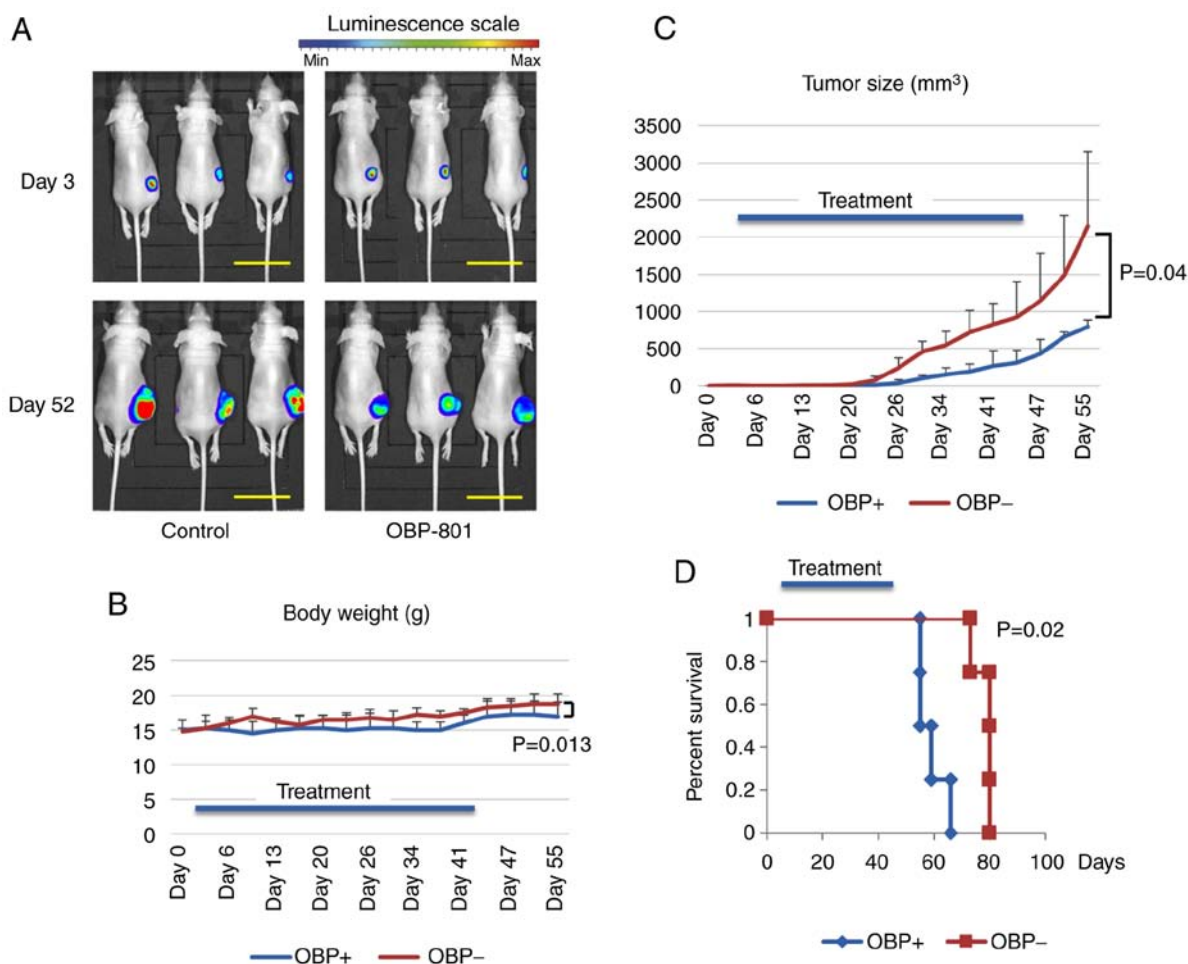 A
Luminescence scale
Min Max
Day 3
Day 52
Control OBP-801
B
Body weight (g)
25
20
15
10
5
0
P=0.013
Treatment
Day 0
Day 6
Day 13
Day 20
Day 26
Day 34
Day 41
Day 47
Day 55
OBP+ OBP–
C
Tumor size (mm³)
3500
3000
2500
2000
1500
1000
500
0
Treatment
P=0.04
Day 0
Day 6
Day 13
Day 20
Day 26
Day 34
Day 41
Day 47
Day 55
OBP+ OBP–
D
Treatment
P=0.02
Percent survival
1
0.8
0.6
0.4
0.2
0
0 20 40 60 80 100 Days
OBP+ OBP–